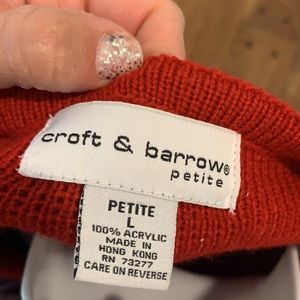 croft & barrow®
petite
PETITE
L
100% ACRYLIC
MADE IN
HONG KONG
RN 73277
CARE ON REVERSE